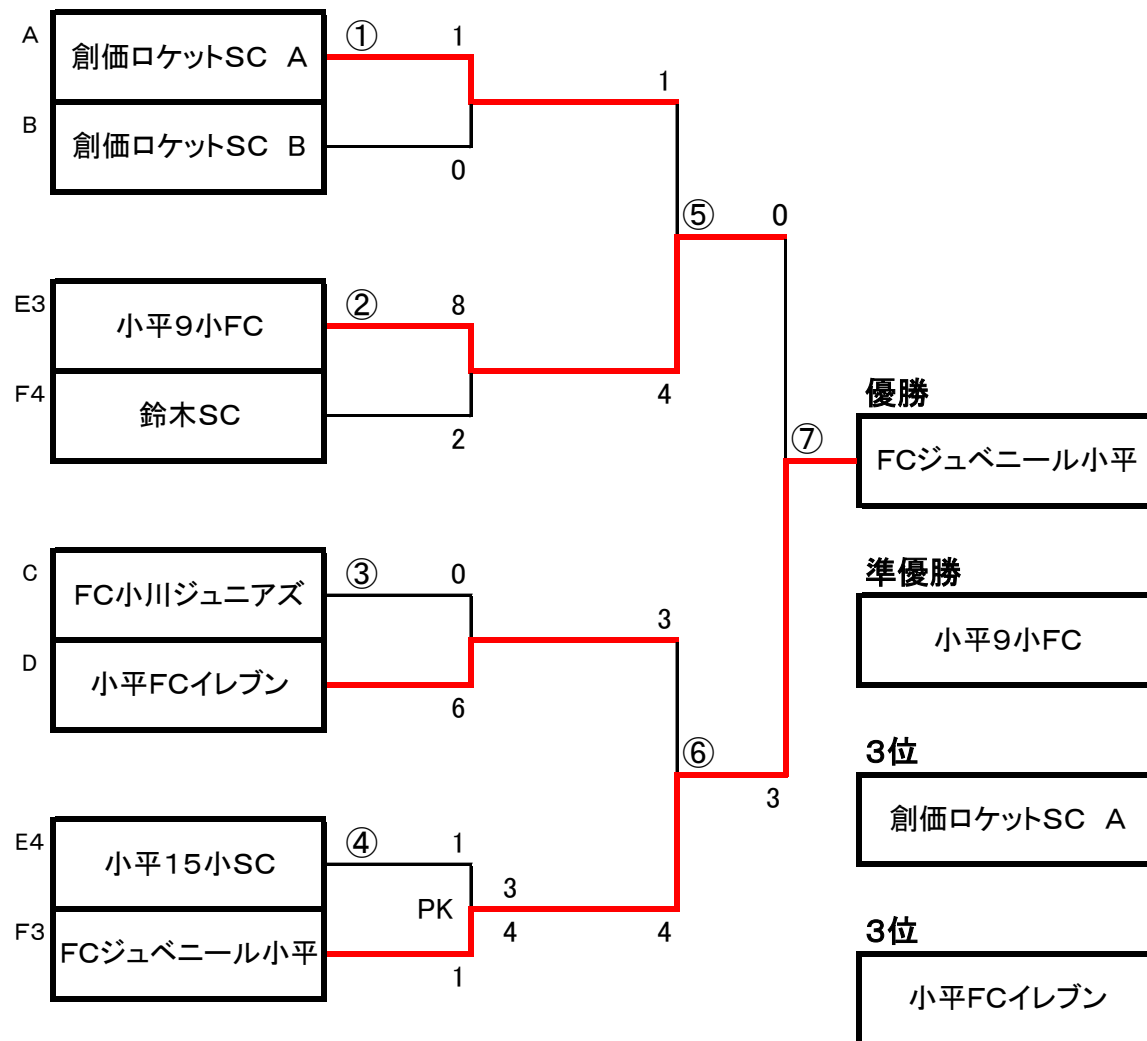 A
創価ロケットSC A
① 1
B
創価ロケットSC B
0
1
⑤ 0
E3
小平9小FC
② 8
F4
鈴木SC
2
4
優勝
⑦
FCジュベニール小平
C
FC小川ジュニアズ
③ 0
D
小平FCイレブン
6
3
準優勝
小平9小FC
⑥
3
3位
創価ロケットSC A
E4
小平15小SC
④ 1
PK
3
4
F3
FCジュベニール小平
1
4
3位
小平FCイレブン